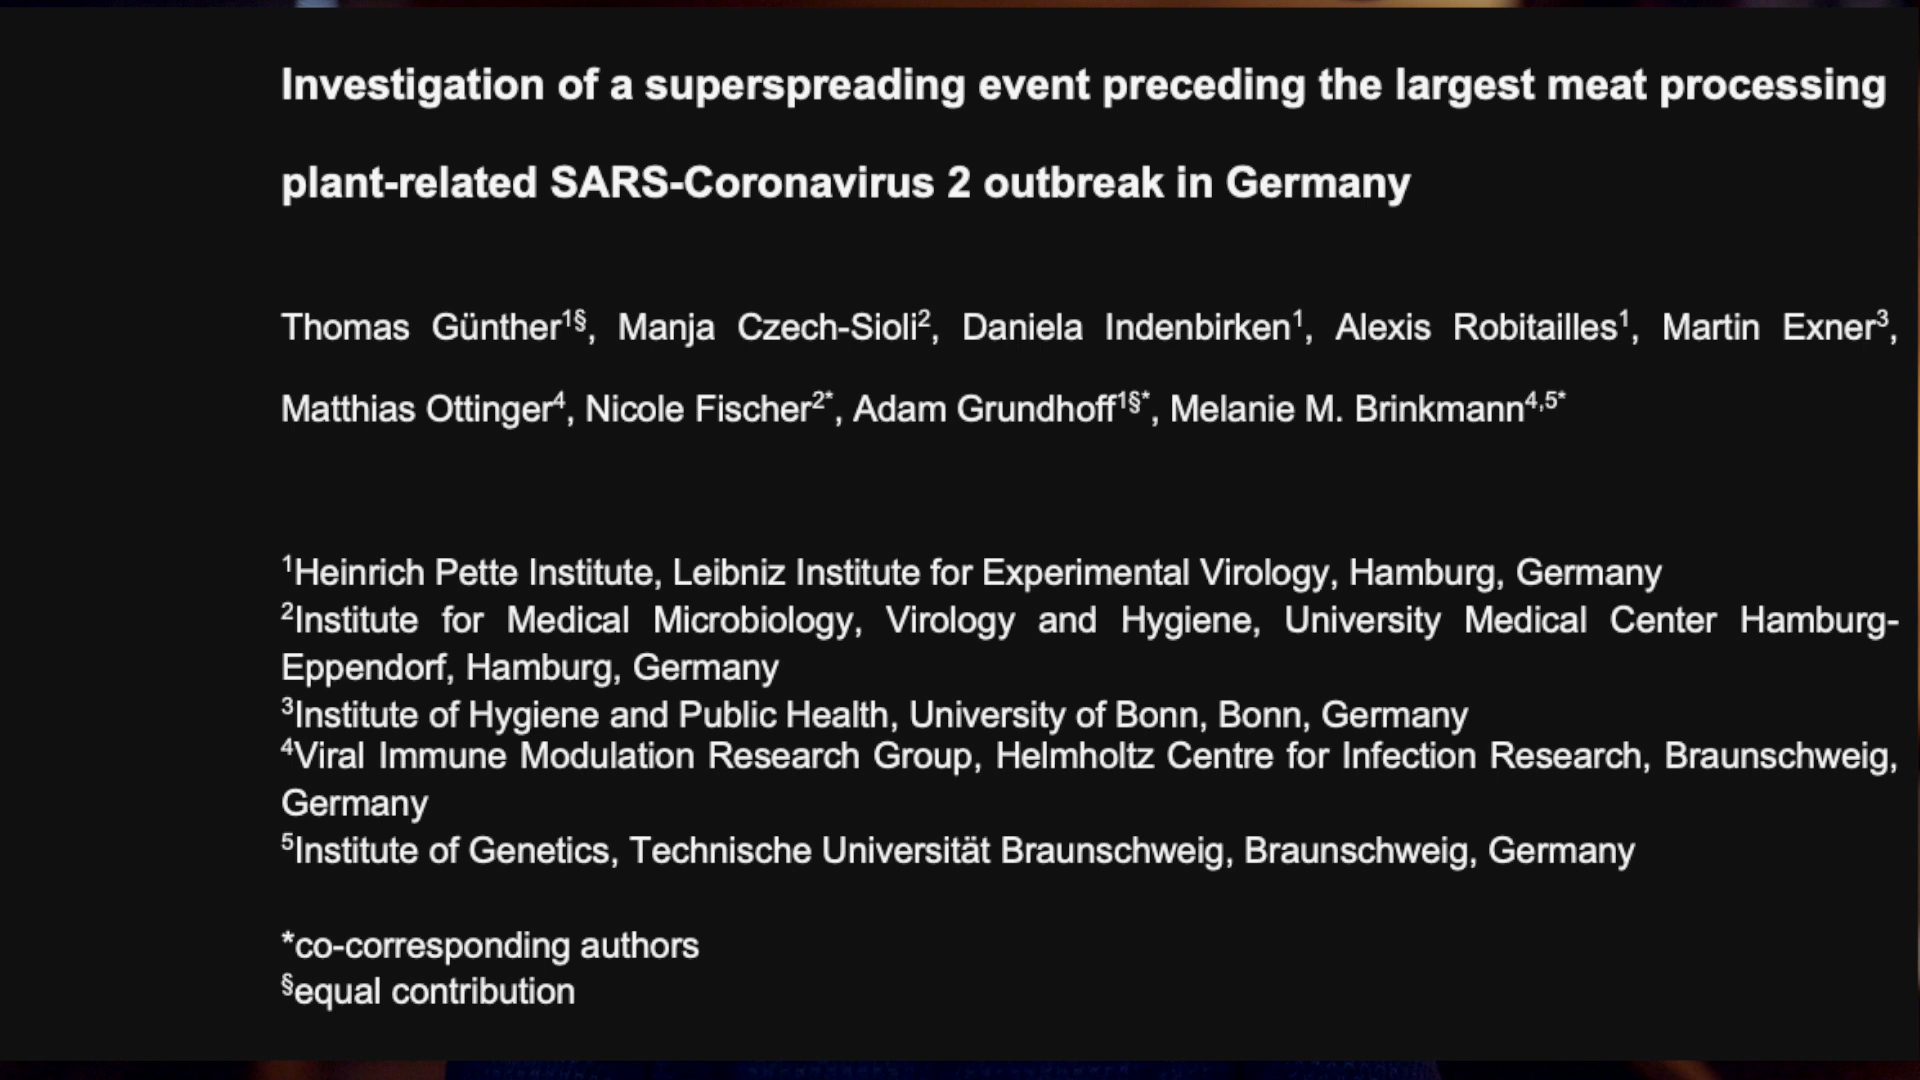 Investigation of a superspreading event preceding the largest meat processing
plant-related SARS-Coronavirus 2 outbreak in Germany
Thomas Günther¹§, Manja Czech-Sioli², Daniela Indenbirken¹, Alexis Robitailles¹, Martin Exner³,
Matthias Ottinger⁴, Nicole Fischer²*, Adam Grundhoff¹§*, Melanie M. Brinkmann⁴,⁵*
¹Heinrich Pette Institute, Leibniz Institute for Experimental Virology, Hamburg, Germany
²Institute for Medical Microbiology, Virology and Hygiene, University Medical Center Hamburg-
Eppendorf, Hamburg, Germany
³Institute of Hygiene and Public Health, University of Bonn, Bonn, Germany
⁴Viral Immune Modulation Research Group, Helmholtz Centre for Infection Research, Braunschweig,
Germany
⁵Institute of Genetics, Technische Universität Braunschweig, Braunschweig, Germany
*co-corresponding authors
§equal contribution